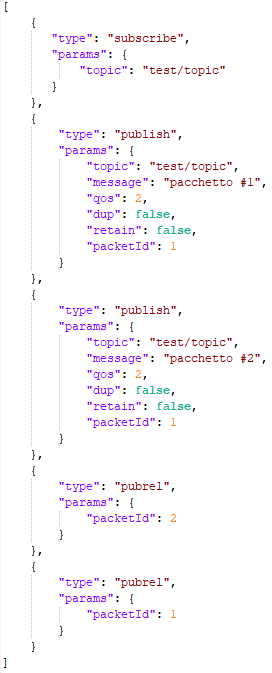 [
    {
       "type": "subscribe",
       "params": {
           "topic": "test/topic"
       }
    },
    {
        "type": "publish",
        "params": {
            "topic": "test/topic",
            "message": "pacchetto #1",
            "qos": 2,
            "dup": false,
            "retain": false,
            "packetId": 1
        }
    },
    {
        "type": "publish",
        "params": {
            "topic": "test/topic",
            "message": "pacchetto #2",
            "qos": 2,
            "dup": false,
            "retain": false,
            "packetId": 1
        }
    },
    {
        "type": "pubrel",
        "params": {
            "packetId": 2
        }
    },
    {
        "type": "pubrel",
        "params": {
            "packetId": 1
        }
    }
]